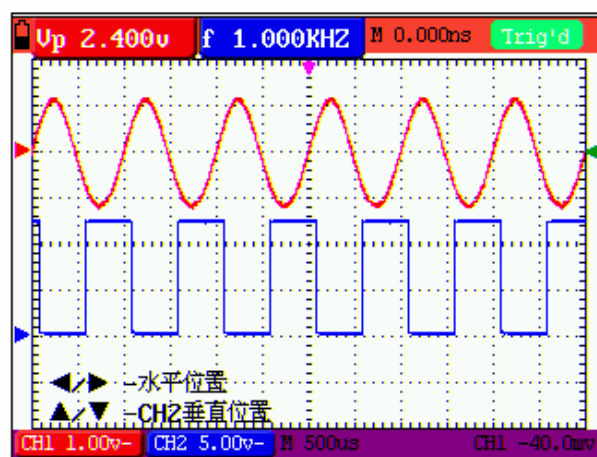 Vp 2.400v f 1.000KHZ M 0.000ns Trig'd
◀/▶ -水平位置
▲/▼ -CH2垂直位置
CH1 1.00v- CH2 5.00v- M 500us CH1 -40.0mv